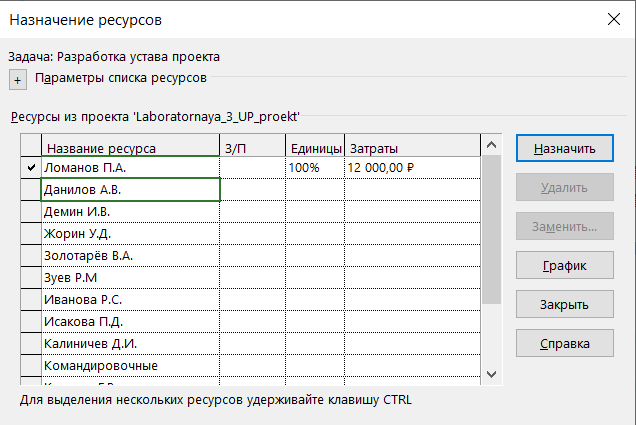 Назначение ресурсов
Задача: Разработка устава проекта
+ Параметры списка ресурсов
Ресурсы из проекта 'Laboratornaya_3_UP_proekt'
Название ресурса З/П Единицы Затраты
Ломанов П.А. 100% 12 000,00 ₽
Данилов А.В.
Демин И.В.
Жорин У.Д.
Золотарёв В.А.
Зуев Р.М
Иванова Р.С.
Исакова П.Д.
Калиничев Д.И.
Командировочные
Назначить
Удалить
Заменить...
График
Закрыть
Справка
Для выделения нескольких ресурсов удерживайте клавишу CTRL